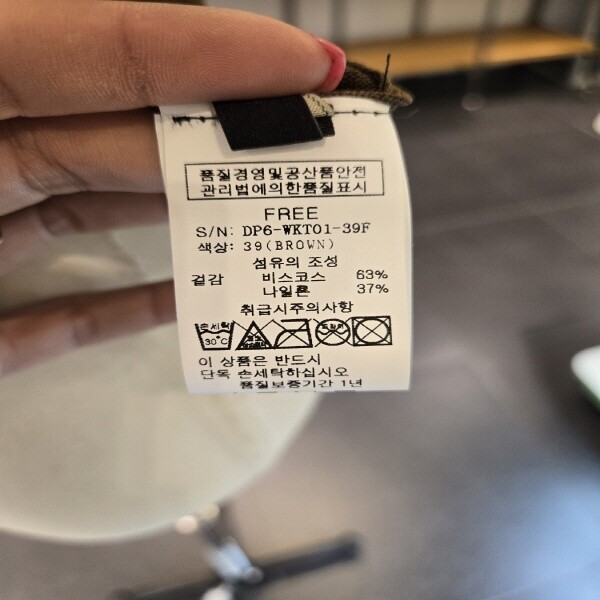 품질경영및공산품안전
관리법에의한품질표시
FREE
S/N: DP6-WKT01-39F
색상: 39(BROWN)
섬유의 조성
겉감 비스코스 63%
나일론 37%
취급시주의사항
손세탁
30°C
이 상품은 반드시
단독 손세탁하십시오
품질보증기간 1년